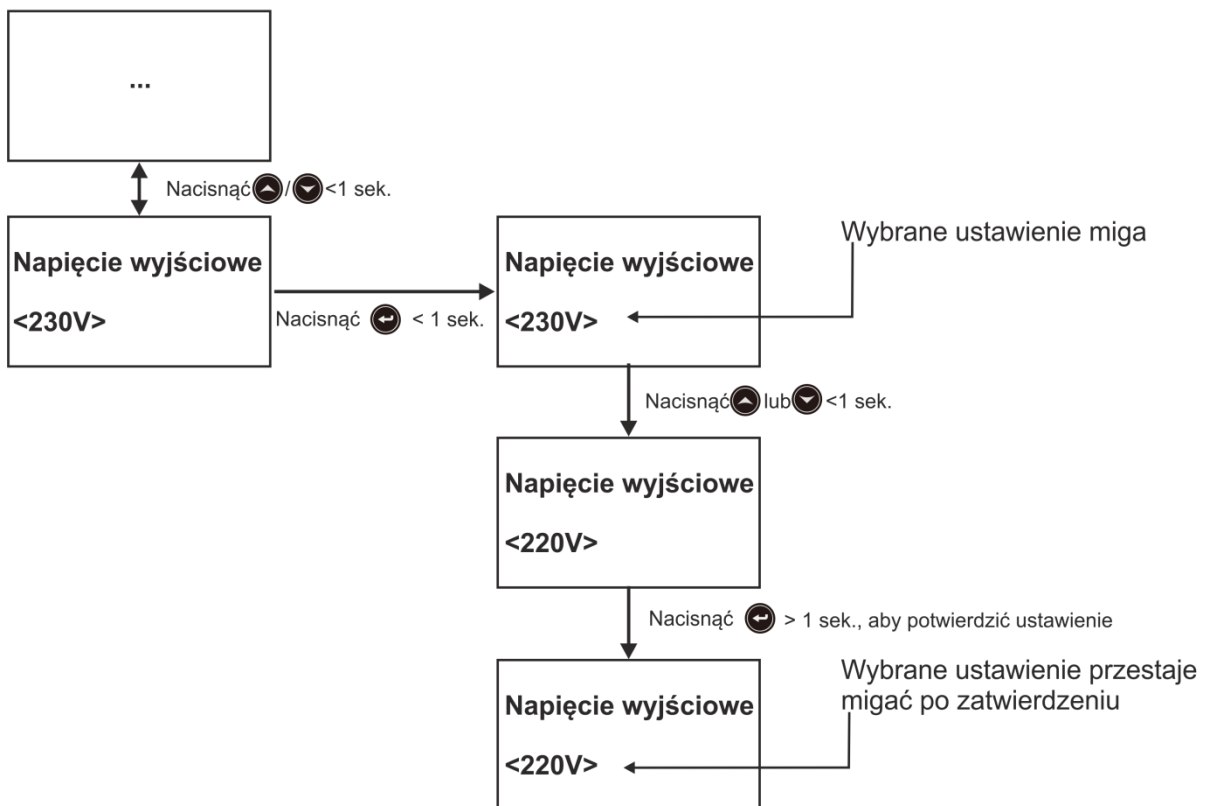 ...
Nacisnąć / <1 sek.
Napięcie wyjściowe
<230V>
Nacisnąć < 1 sek.
Napięcie wyjściowe
<230V>
Wybrane ustawienie miga
Nacisnąć lub <1 sek.
Napięcie wyjściowe
<220V>
Nacisnąć > 1 sek., aby potwierdzić ustawienie
Napięcie wyjściowe
<220V>
Wybrane ustawienie przestaje
migać po zatwierdzeniu